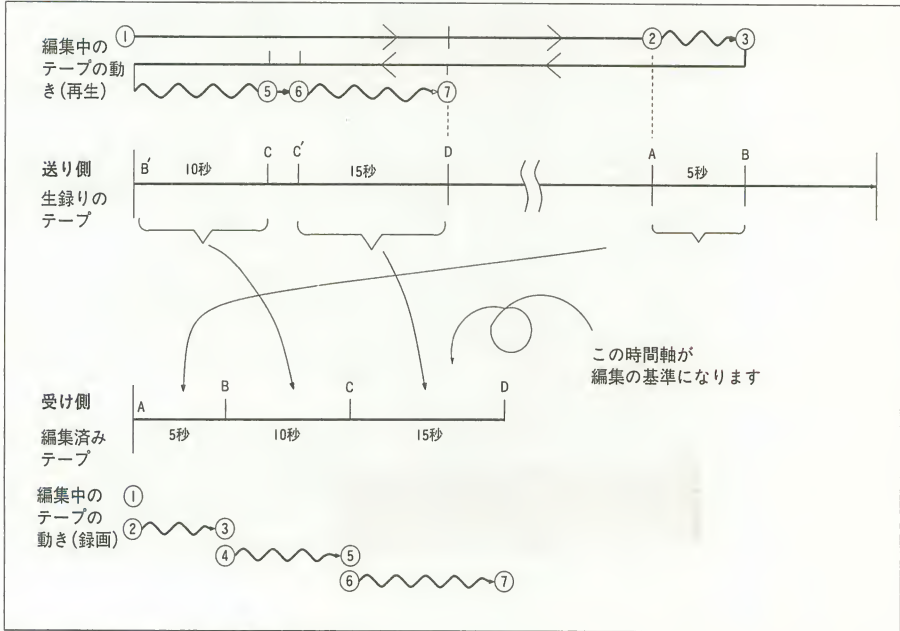 ① ② ③
編集中の
テープの動
き(再生)
⑤ ⑥ ⑦
送り側
生録りの
テープ
B′ 10秒 C C′ 15秒 D A 5秒 B
この時間軸が
編集の基準になります
受け側
編集済み
テープ
A B C D
5秒 10秒 15秒
編集中の
テープの
動き(録画)
①
② ③
④ ⑤
⑥ ⑦